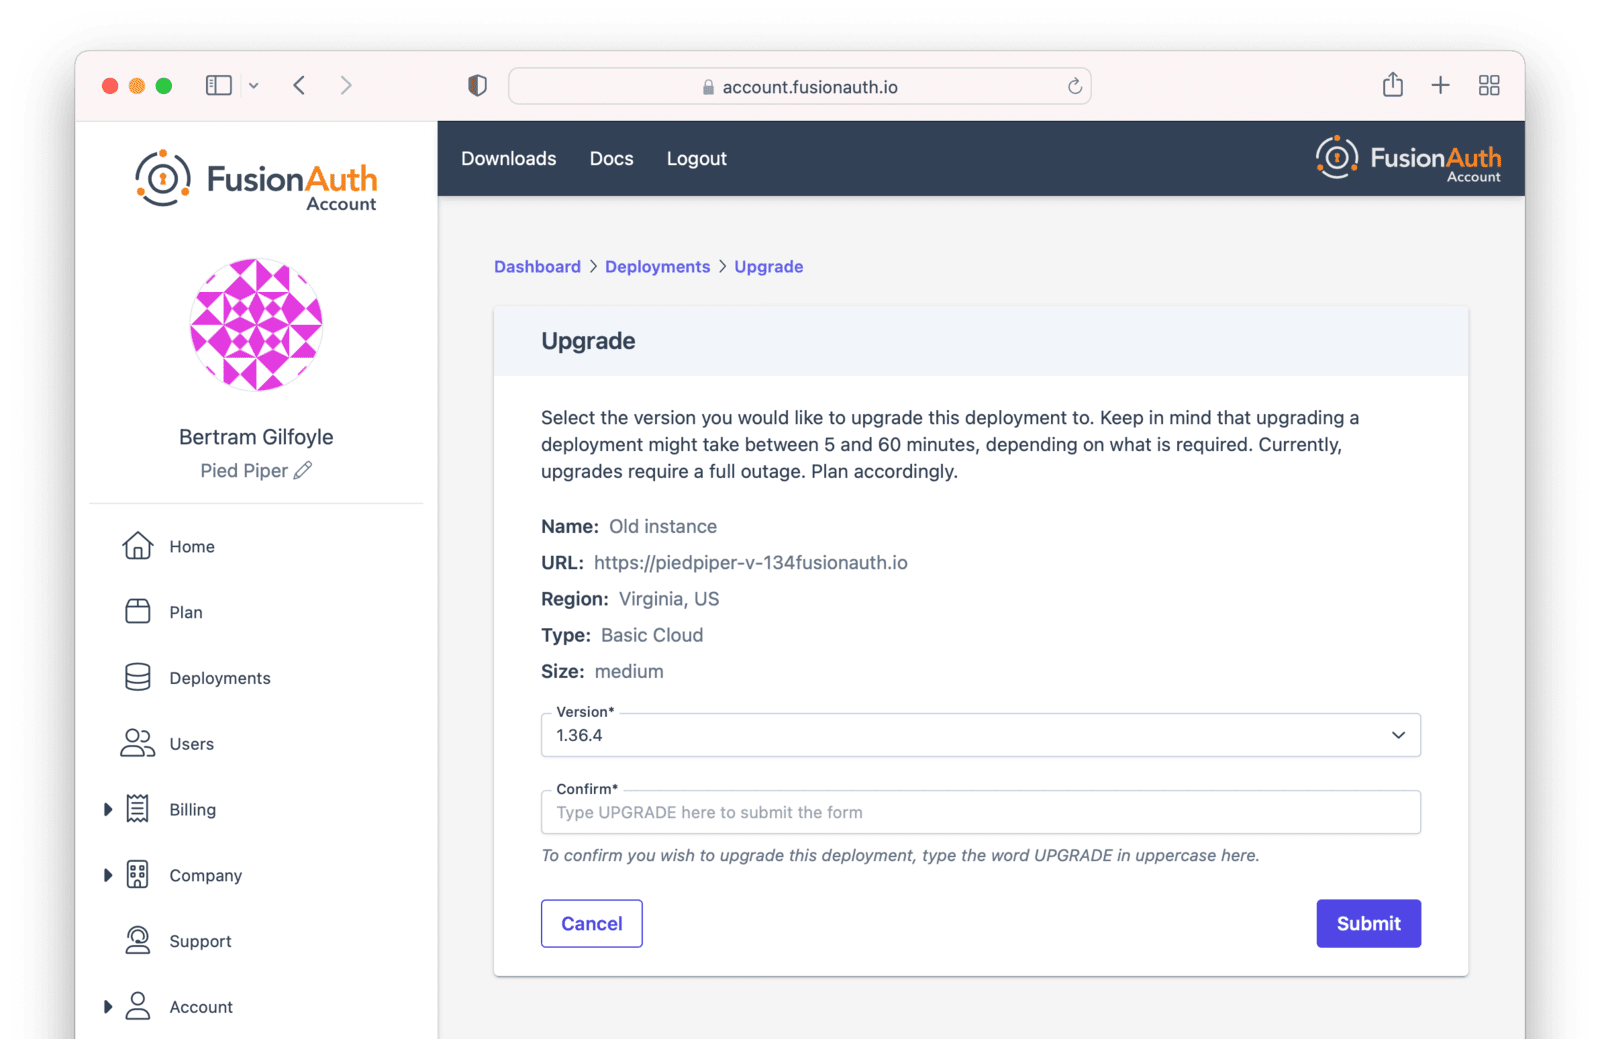 account.fusionauth.io
FusionAuth
Account
Downloads
Docs
Logout
FusionAuth
Account
Bertram Gilfoyle
Pied Piper
Home
Plan
Deployments
Users
Billing
Company
Support
Account
Dashboard > Deployments > Upgrade
Upgrade
Select the version you would like to upgrade this deployment to. Keep in mind that upgrading a
deployment might take between 5 and 60 minutes, depending on what is required. Currently,
upgrades require a full outage. Plan accordingly.
Name: Old instance
URL: https://piedpiper-v-134fusionauth.io
Region: Virginia, US
Type: Basic Cloud
Size: medium
Version*
1.36.4
Confirm*
Type UPGRADE here to submit the form
To confirm you wish to upgrade this deployment, type the word UPGRADE in uppercase here.
Cancel
Submit